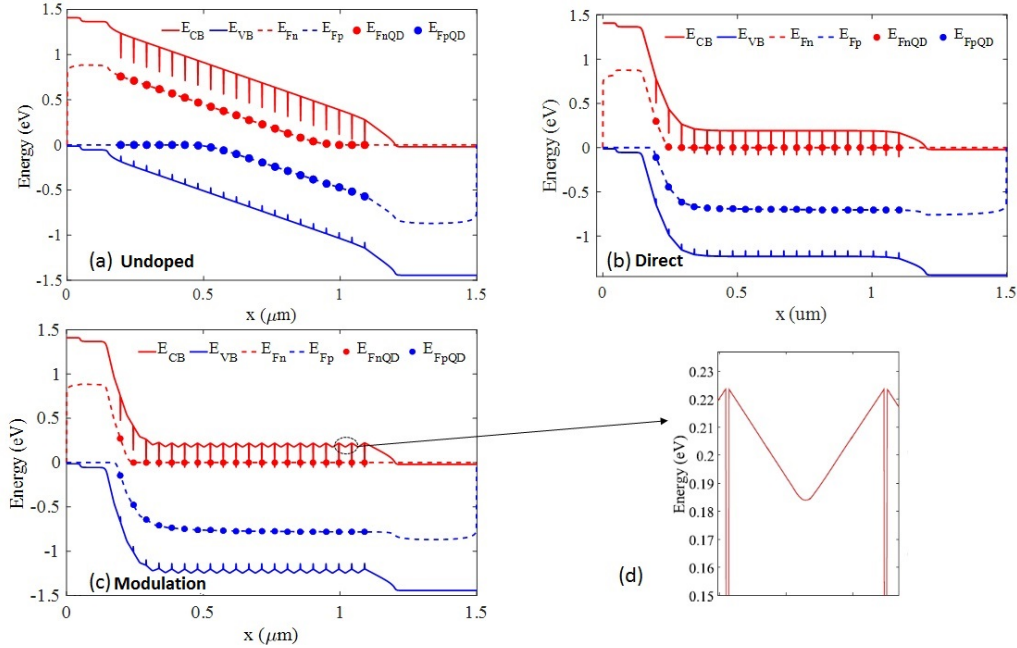 E_CB E_VB E_Fn E_Fp E_FnQD E_FpQD
1.5
1
0.5
0
-0.5
-1
-1.5
Energy (eV)
(a) Undoped
0 0.5 1 1.5
x (μm)
E_CB E_VB E_Fn E_Fp E_FnQD E_FpQD
1.5
1
0.5
0
-0.5
-1
Energy (eV)
(b) Direct
0 0.5 1 1.5
x (um)
E_CB E_VB E_Fn E_Fp E_FnQD E_FpQD
1.5
1
0.5
0
-0.5
-1
-1.5
Energy (eV)
(c) Modulation
0 0.5 1 1.5
x (μm)
0.23
0.22
0.21
0.2
0.19
0.18
0.17
0.16
0.15
Energy (eV)
(d)